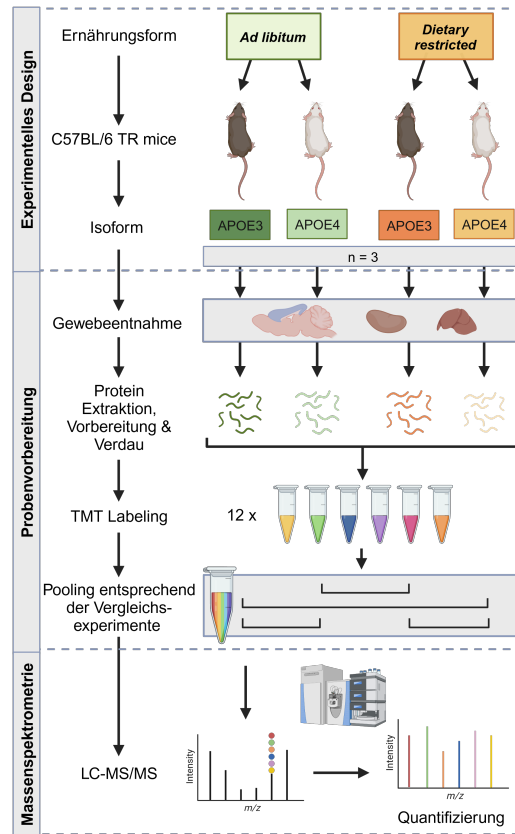 Experimentelles Design
Ernährungsform
Ad libitum
Dietary
restricted
C57BL/6 TR mice
Isoform
APOE3
APOE4
APOE3
APOE4
n = 3
Probenvorbereitung
Gewebeentnahme
Protein
Extraktion,
Vorbereitung &
Verdau
TMT Labeling
12 x
Pooling entsprechend
der Vergleichs-
experimente
Massenspektrometrie
LC-MS/MS
Intensity
m/z
Intensity
m/z
Quantifizierung